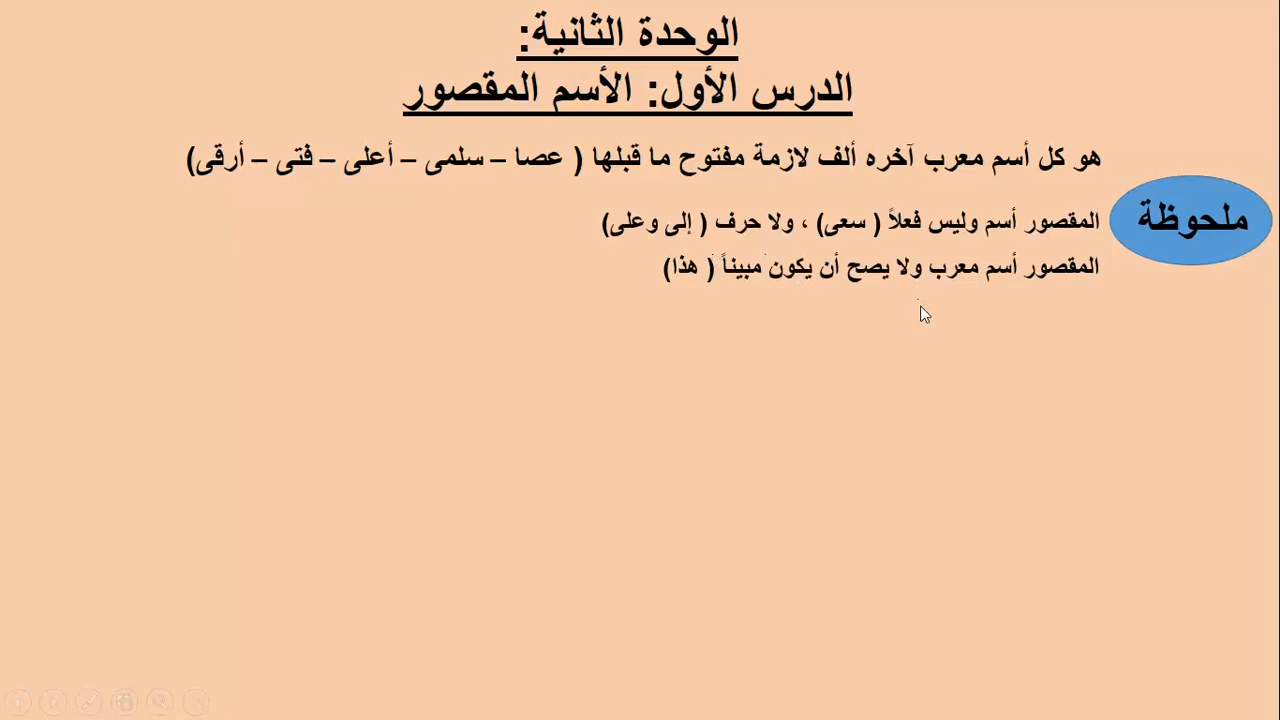 الوحدة الثانية:
الدرس الأول: الأسم المقصور
هو كل أسم معرب آخره ألف لازمة مفتوح ما قبلها ( عصا – سلمى – أعلى – فتى – أرقى)
ملحوظة
المقصور أسم وليس فعلاً ( سعى) ، ولا حرف ( إلى وعلى)
المقصور أسم معرب ولا يصح أن يكون مبيناً ( هذا)